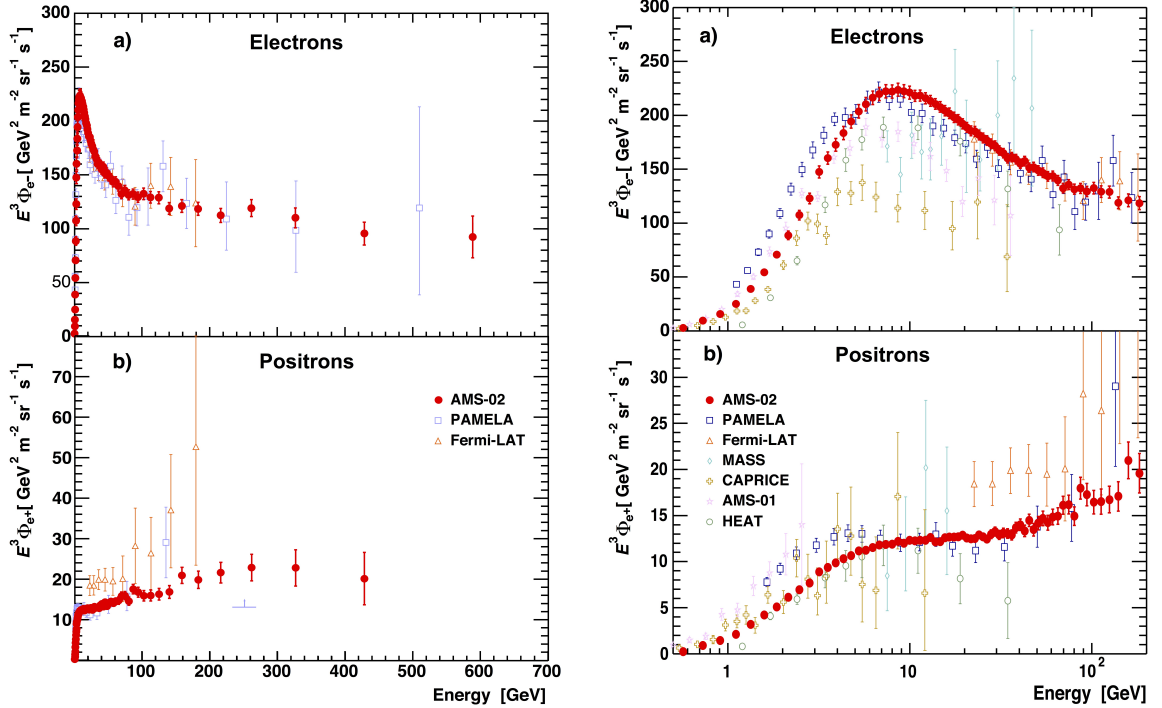 a) Electrons
E³Φe-[ GeV² m-² sr-¹ s-¹]
300
250
200
150
100
50
0
b) Positrons
E³Φe+[ GeV² m-² sr-¹ s-¹]
70
60
50
40
30
20
10
AMS-02
PAMELA
Fermi-LAT
100 200 300 400 500 600 700
Energy [GeV]
a) Electrons
E³Φe-[ GeV² m-² sr-¹ s-¹]
300
250
200
150
100
50
0
b) Positrons
E³Φe+[ GeV² m-² sr-¹ s-¹]
30
25
20
15
10
5
0
AMS-02
PAMELA
Fermi-LAT
MASS
CAPRICE
AMS-01
HEAT
1 10 10²
Energy [GeV]